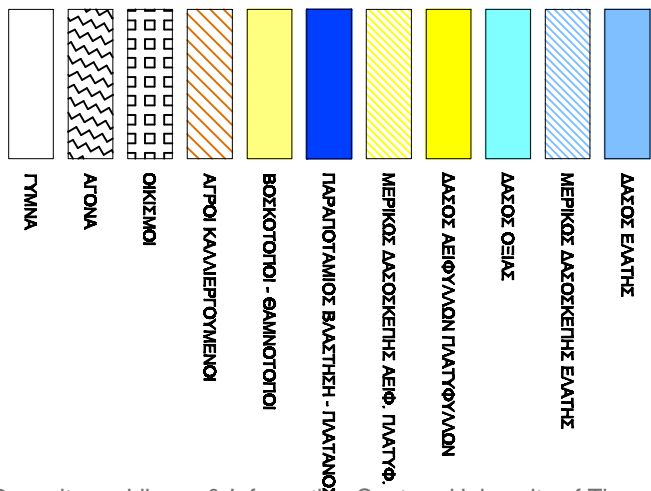 ΓΥΜΝΑ
ΑΓΟΝΑ
ΟΙΚΙΣΜΟΙ
ΑΓΡΟΙ ΚΑΛΛΙΕΡΓΟΥΜΕΝΟΙ
ΒΟΣΚΟΤΟΠΟΙ - ΘΑΜΝΟΤΟΠΟΙ
ΠΑΡΑΠΟΤΑΜΙΟΣ ΒΛΑΣΤΗΣΗ - ΠΛΑΤΑΝΟΣ
ΜΕΡΙΚΩΣ ΔΑΣΟΣΚΕΠΗΣ ΑΕΙΦ. ΠΛΑΤΥΦ.
ΔΑΣΟΣ ΑΕΙΦΥΛΛΩΝ ΠΛΑΤΥΦΥΛΛΩΝ
ΔΑΣΟΣ ΟΞΙΑΣ
ΜΕΡΙΚΩΣ ΔΑΣΟΣΚΕΠΗΣ ΕΛΑΤΗΣ
ΔΑΣΟΣ ΕΛΑΤΗΣ